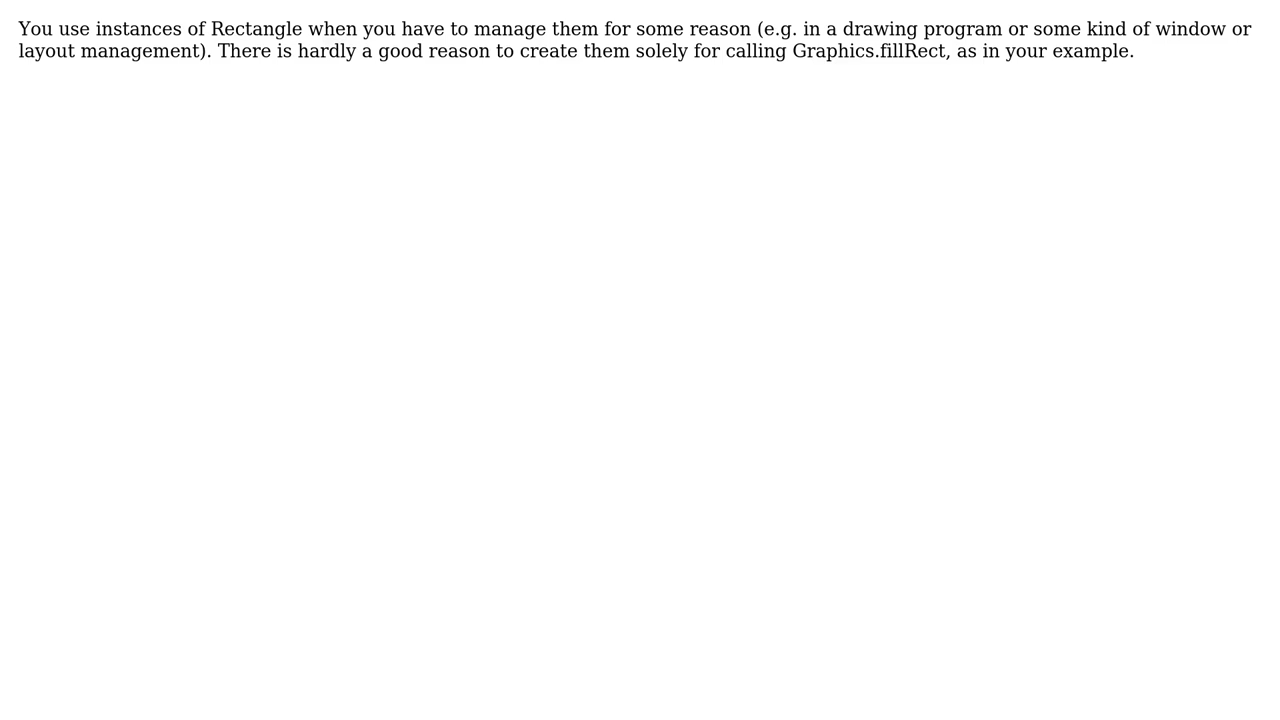 You use instances of Rectangle when you have to manage them for some reason (e.g. in a drawing program or some kind of window or
layout management). There is hardly a good reason to create them solely for calling Graphics.fillRect, as in your example.